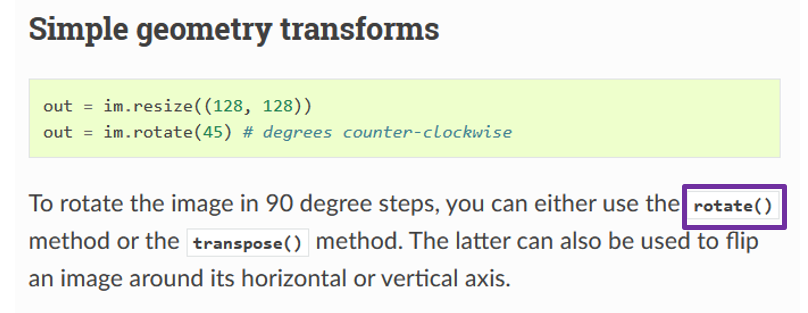 Simple geometry transforms
out = im.resize((128, 128))
out = im.rotate(45) # degrees counter-clockwise
To rotate the image in 90 degree steps, you can either use the rotate()
method or the transpose() method. The latter can also be used to flip
an image around its horizontal or vertical axis.